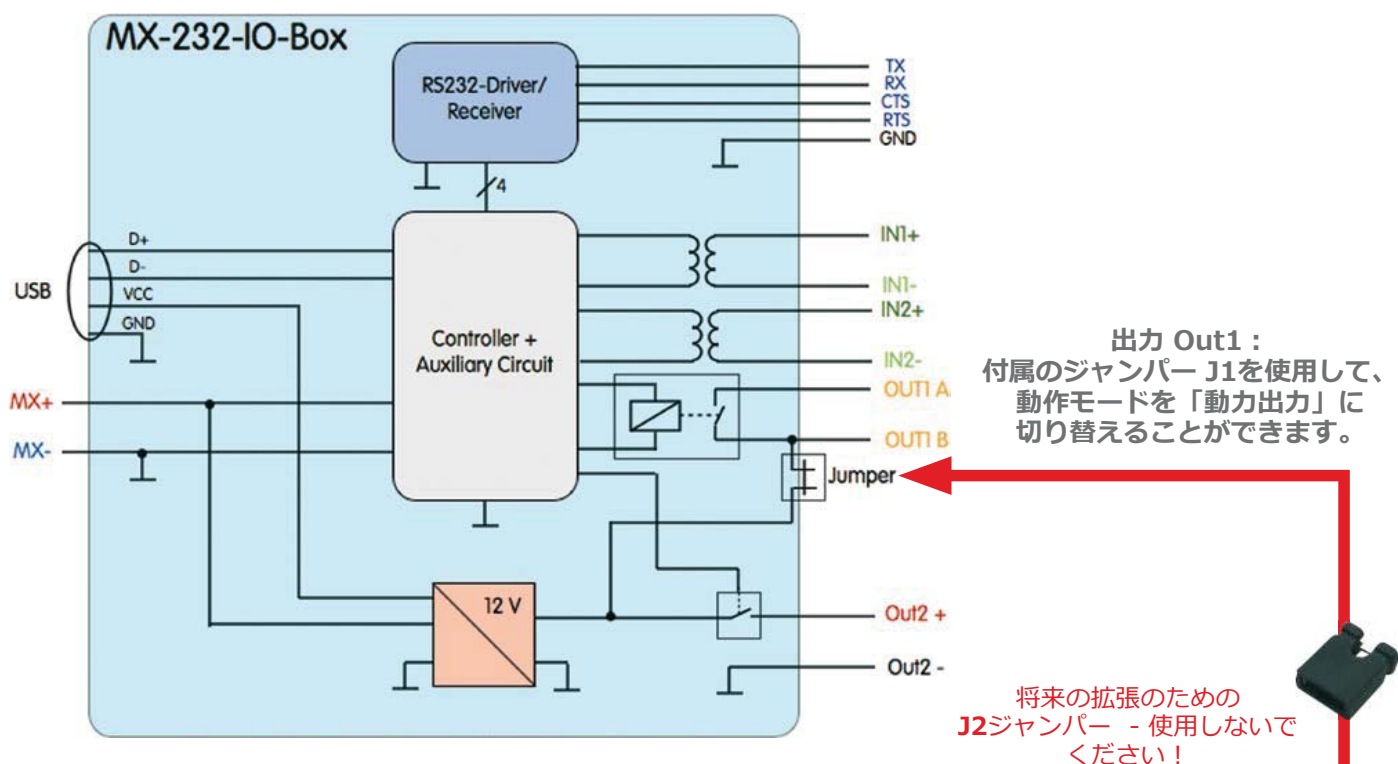 MX-232-IO-Box
RS232-Driver/
Receiver
TX
RX
CTS
RTS
GND
4
D+
D-
VCC
GND
USB
Controller +
Auxiliary Circuit
IN1+
IN1-
IN2+
IN2-
OUT1 A
OUT1 B
MX+
MX-
Jumper
出力 Out1：
付属のジャンパー J1を使用して、
動作モードを「動力出力」に
切り替えることができます。
12 V
Out2 +
Out2 -
将来の拡張のための
J2ジャンパー - 使用しないで
ください！